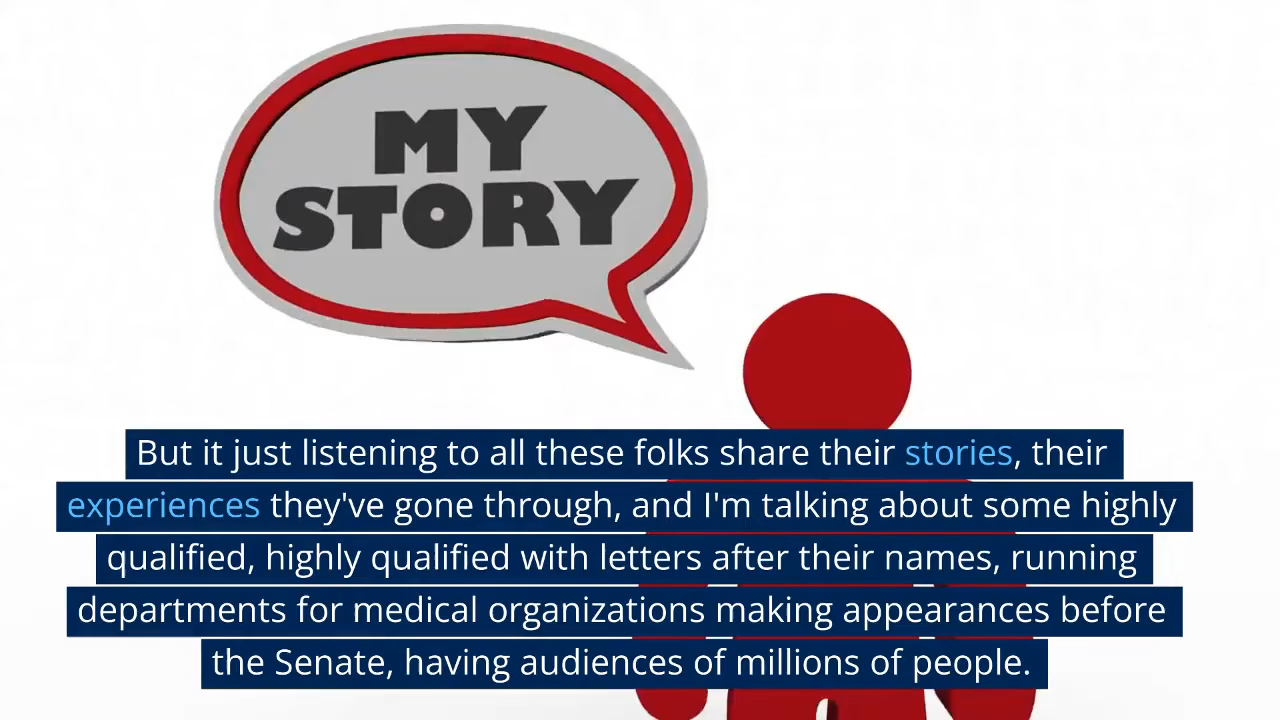 MY
STORY
But it just listening to all these folks share their stories, their
experiences they've gone through, and I'm talking about some highly
qualified, highly qualified with letters after their names, running
departments for medical organizations making appearances before
the Senate, having audiences of millions of people.